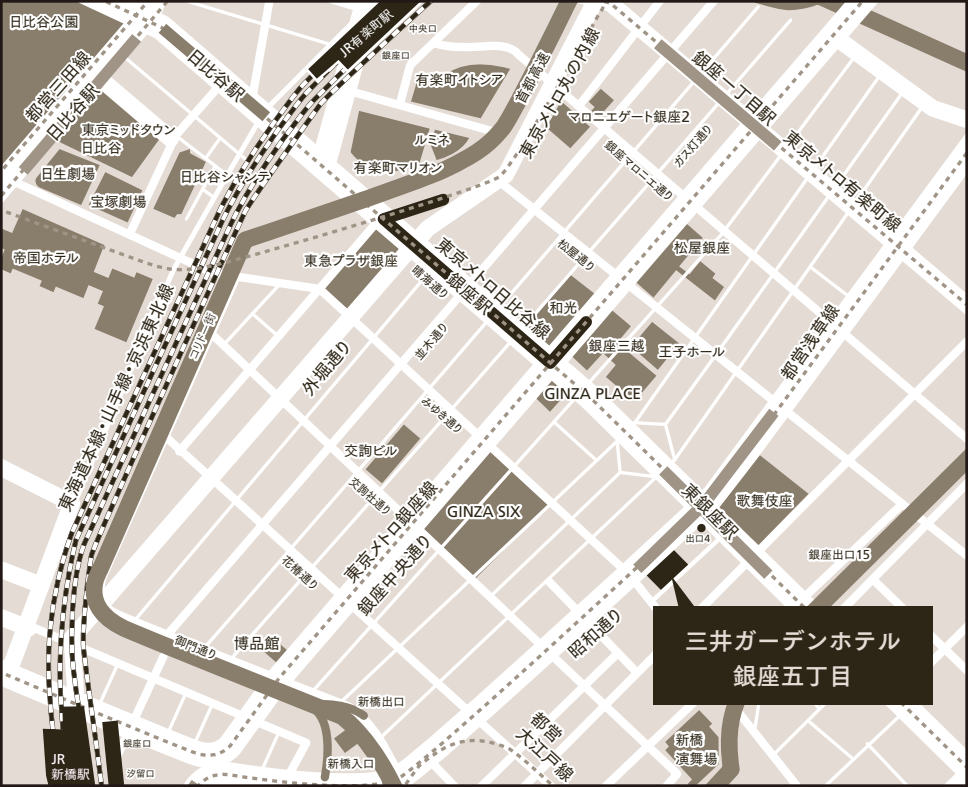 日比谷公園
JR有楽町駅
中央口
銀座口
都営三田線
日比谷駅
日比谷駅
有楽町イトシア
首都高速
東京メトロ丸の内線
銀座一丁目駅
マロニエゲート銀座2
東京ミッドタウン
日比谷
ルミネ
有楽町マリオン
銀座マロニエ通り
ガス灯通り
東京メトロ有楽町線
日生劇場
日比谷シャンテ
宝塚劇場
帝国ホテル
東急プラザ銀座
東京メトロ日比谷線
銀座駅
晴海通り
松屋通り
松屋銀座
和光
銀座三越
王子ホール
都営浅草線
コリドー街
東海道本線・山手線・京浜東北線
外堀通り
並木通り
みゆき通り
GINZA PLACE
交詢ビル
交詢社通り
GINZA SIX
東京メトロ銀座線
銀座中央通り
東銀座駅
歌舞伎座
出口4
銀座出口15
花椿通り
三井ガーデンホテル
銀座五丁目
昭和通り
御門通り
博品館
新橋出口
新橋入口
都営
大江戸線
新橋
演舞場
JR
新橋駅
銀座口
汐留口